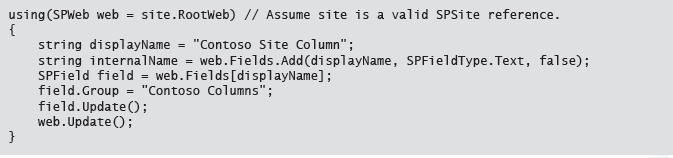 using(SPWeb web = site.RootWeb) // Assume site is a valid SPSite reference.
{
    string displayName = "Contoso Site Column";
    string internalName = web.Fields.Add(displayName, SPFieldType.Text, false);
    SPField field = web.Fields[displayName];
    field.Group = "Contoso Columns";
    field.Update();
    web.Update();
}